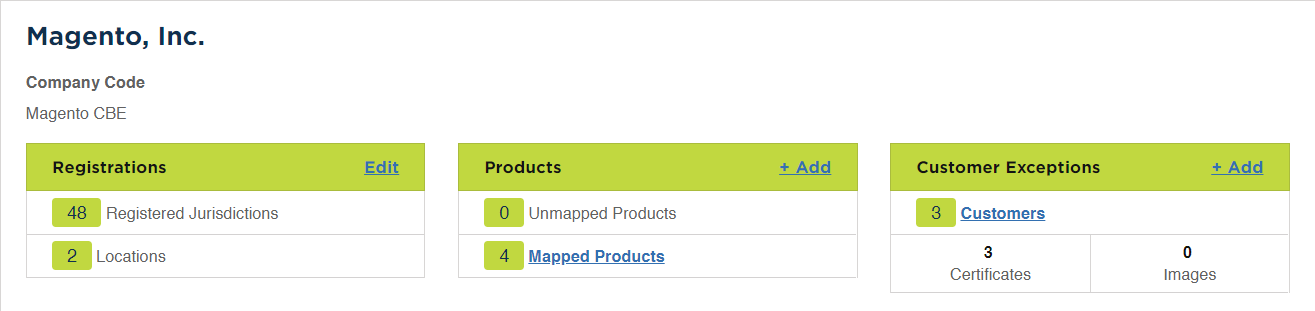 Magento, Inc.
Company Code
Magento CBE
Registrations Edit
48 Registered Jurisdictions
2 Locations
Products + Add
0 Unmapped Products
4 Mapped Products
Customer Exceptions + Add
3 Customers
3 0
Certificates Images